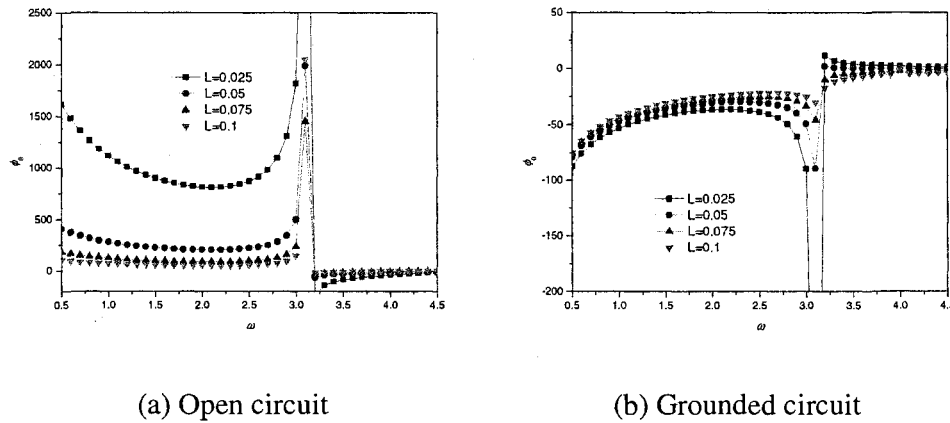 2500
2000
1500
1000
500
0
ϕ₀
L=0.025
L=0.05
L=0.075
L=0.1
0.5 1.0 1.5 2.0 2.5 3.0 3.5 4.0 4.5
ω
(a) Open circuit
50
0
-50
-100
-150
-200
ϕ₀
L=0.025
L=0.05
L=0.075
L=0.1
0.5 1.0 1.5 2.0 2.5 3.0 3.5 4.0 4.5
ω
(b) Grounded circuit